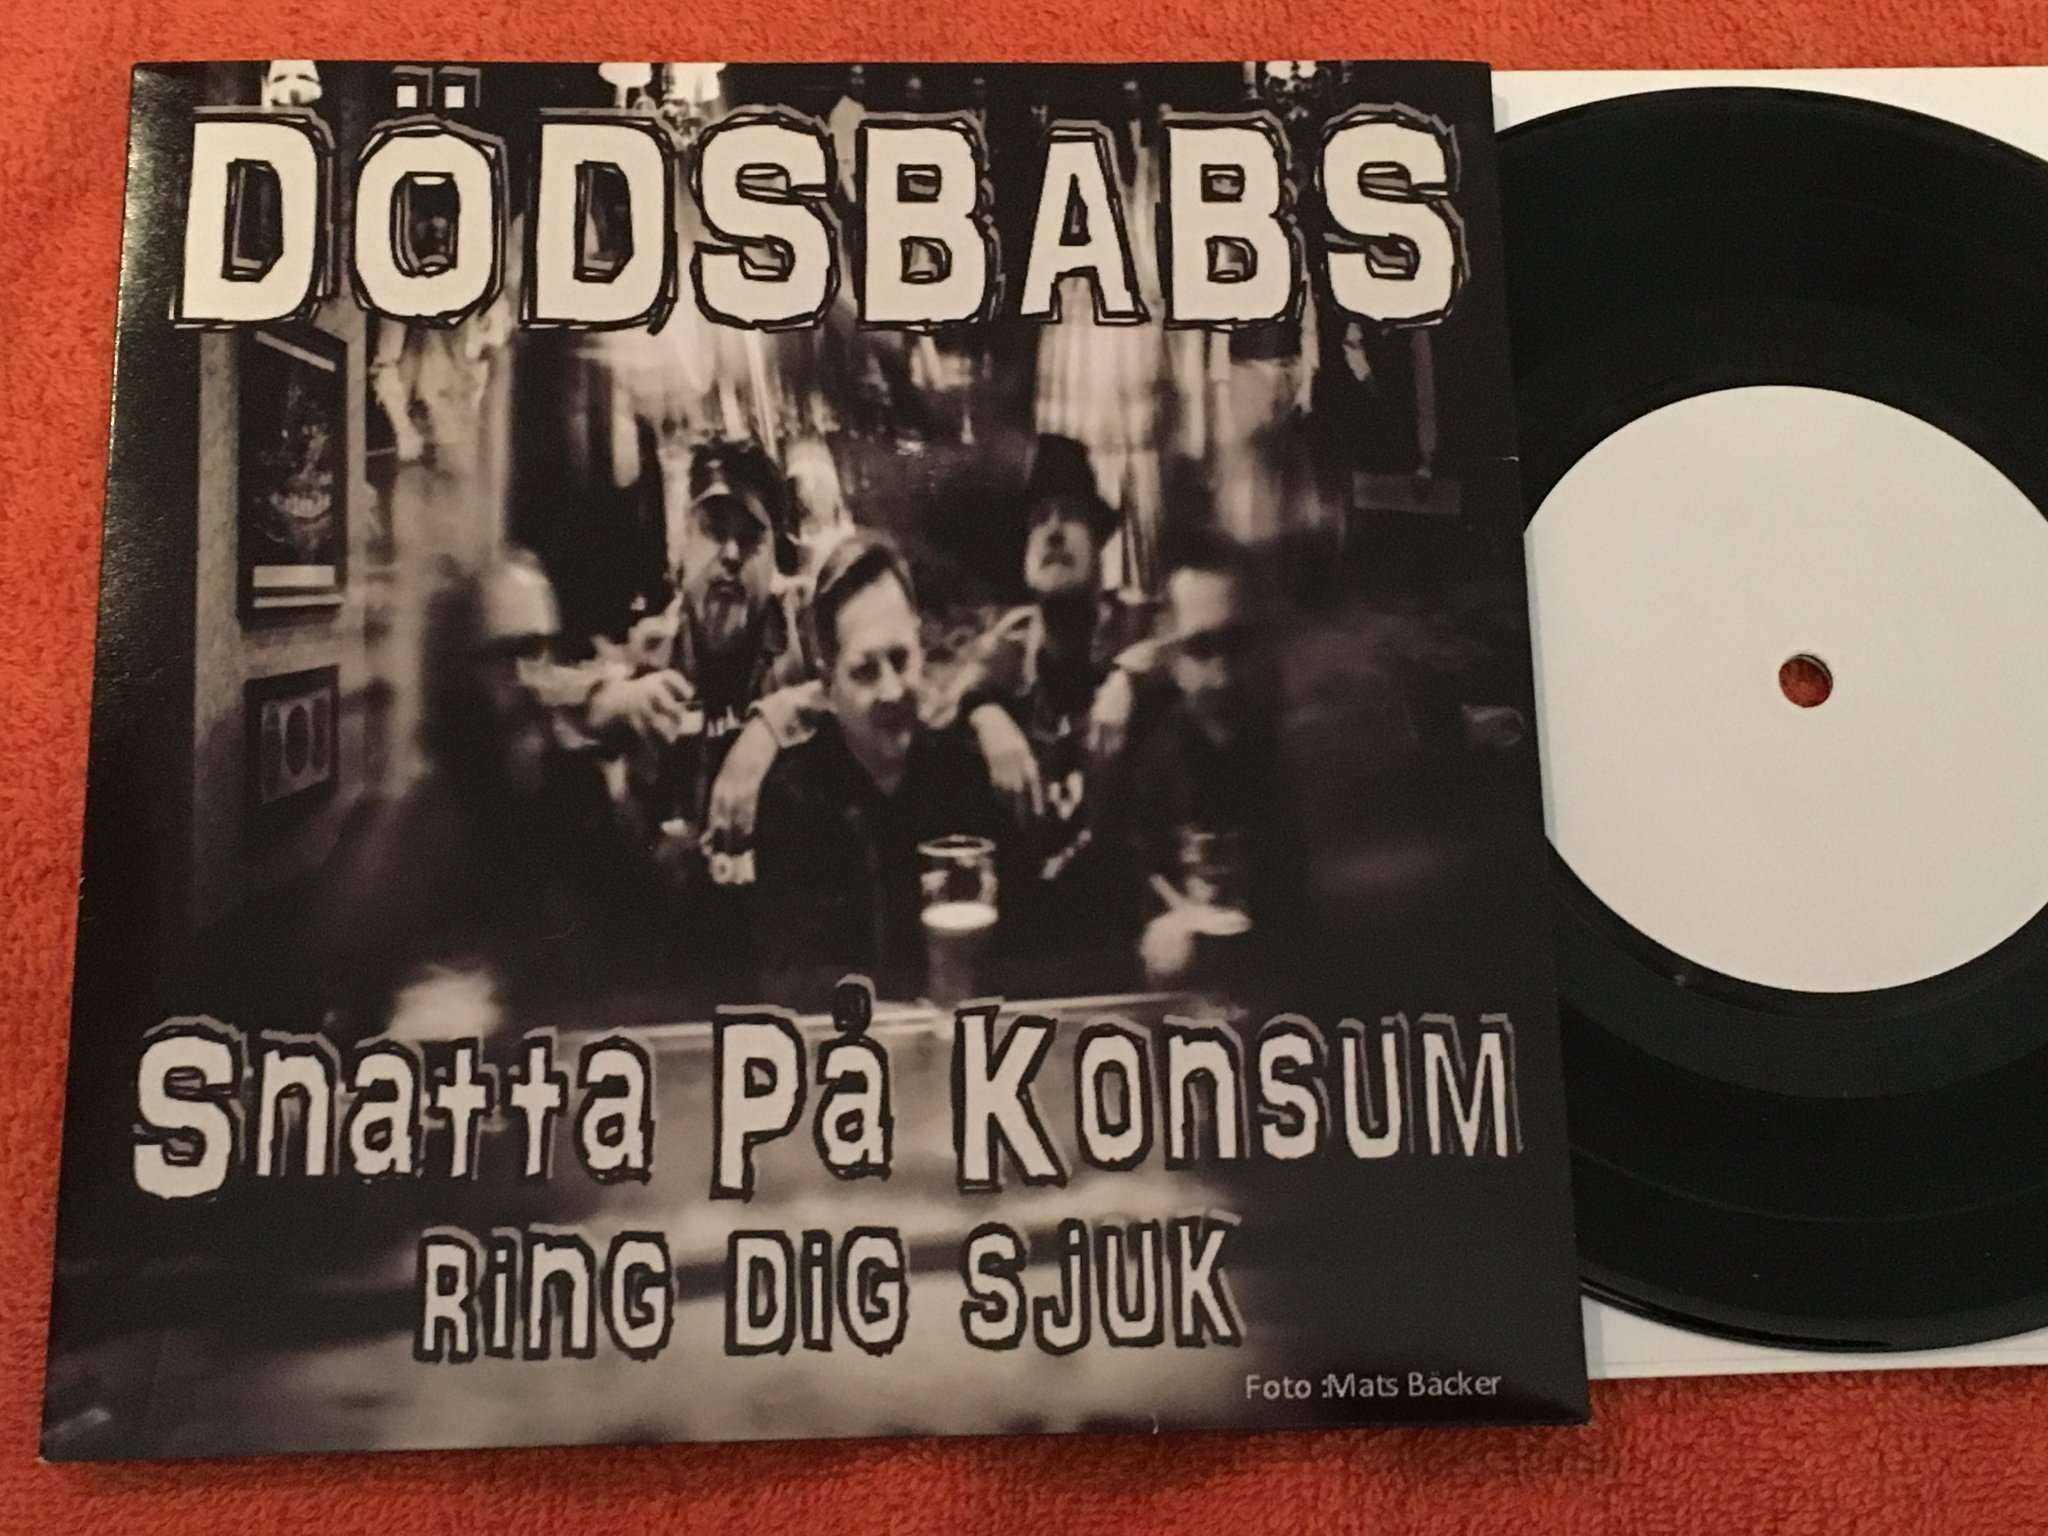 DÖDSBABS
Snatta På Konsum
Ring Dig Sjuk
Foto :Mats Bäcker